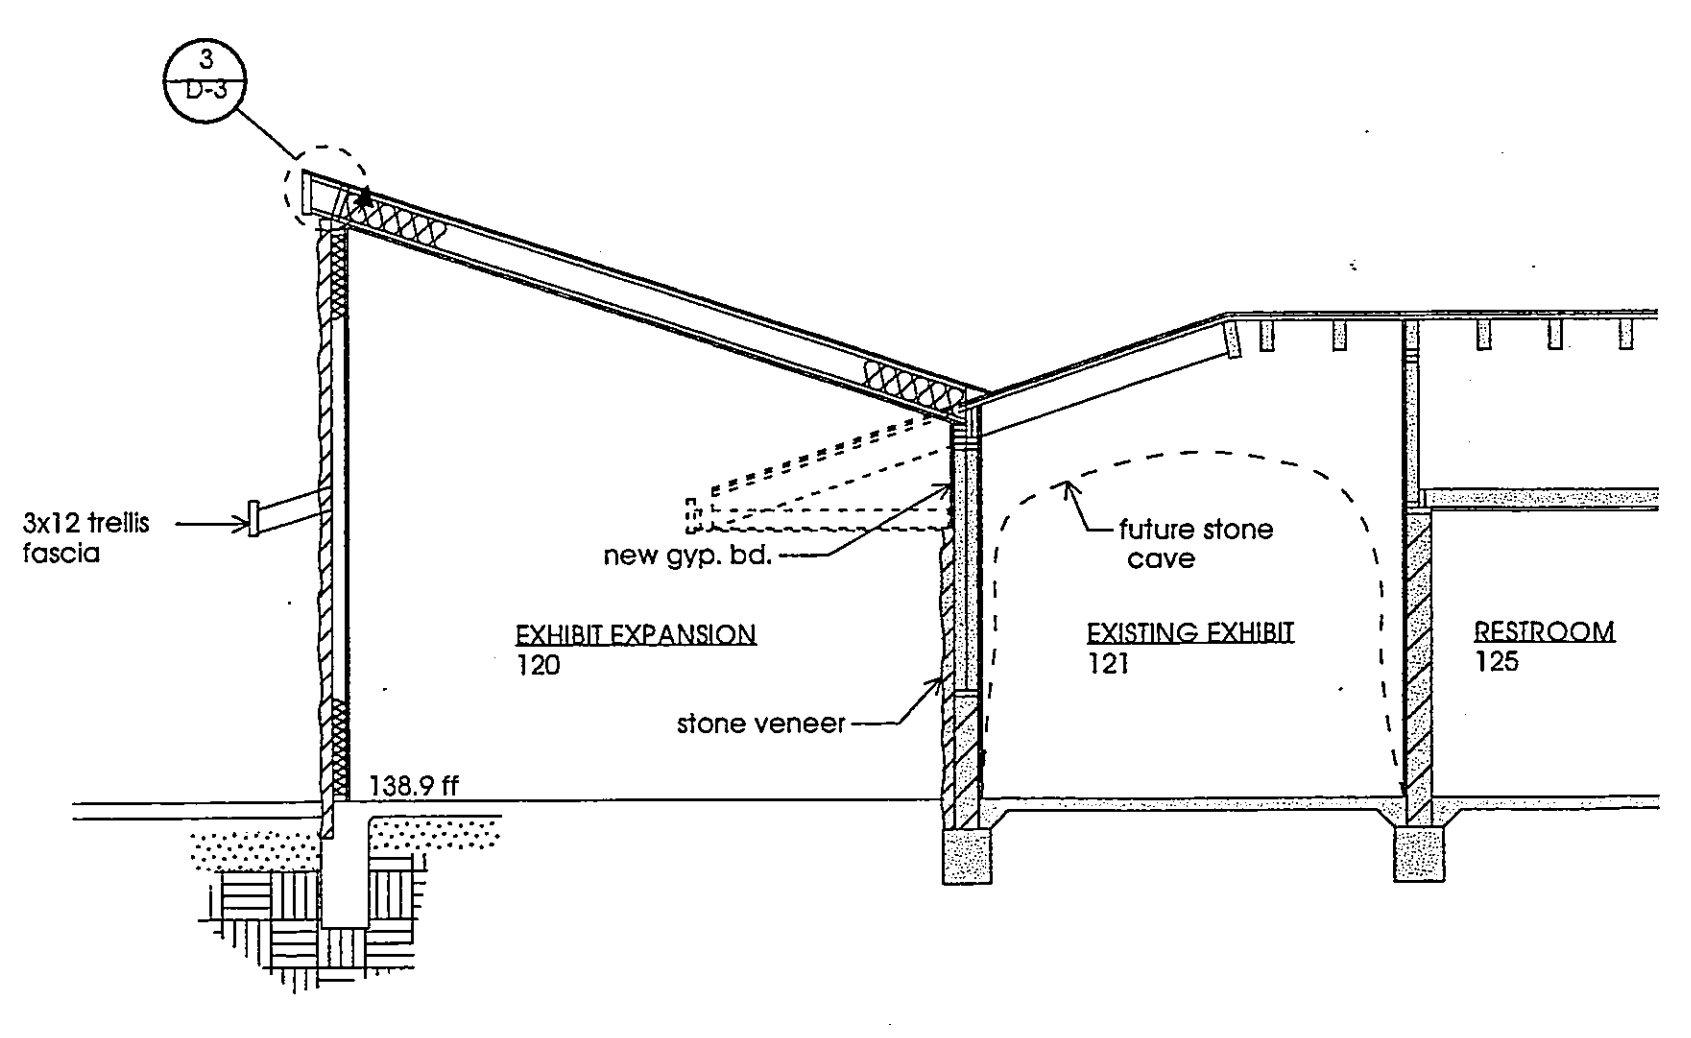 3
D-3
3x12 trellis
fascia
new gyp. bd.
future stone
cave
EXHIBIT EXPANSION
120
EXISTING EXHIBIT
121
RESTROOM
125
stone veneer
138.9 ff